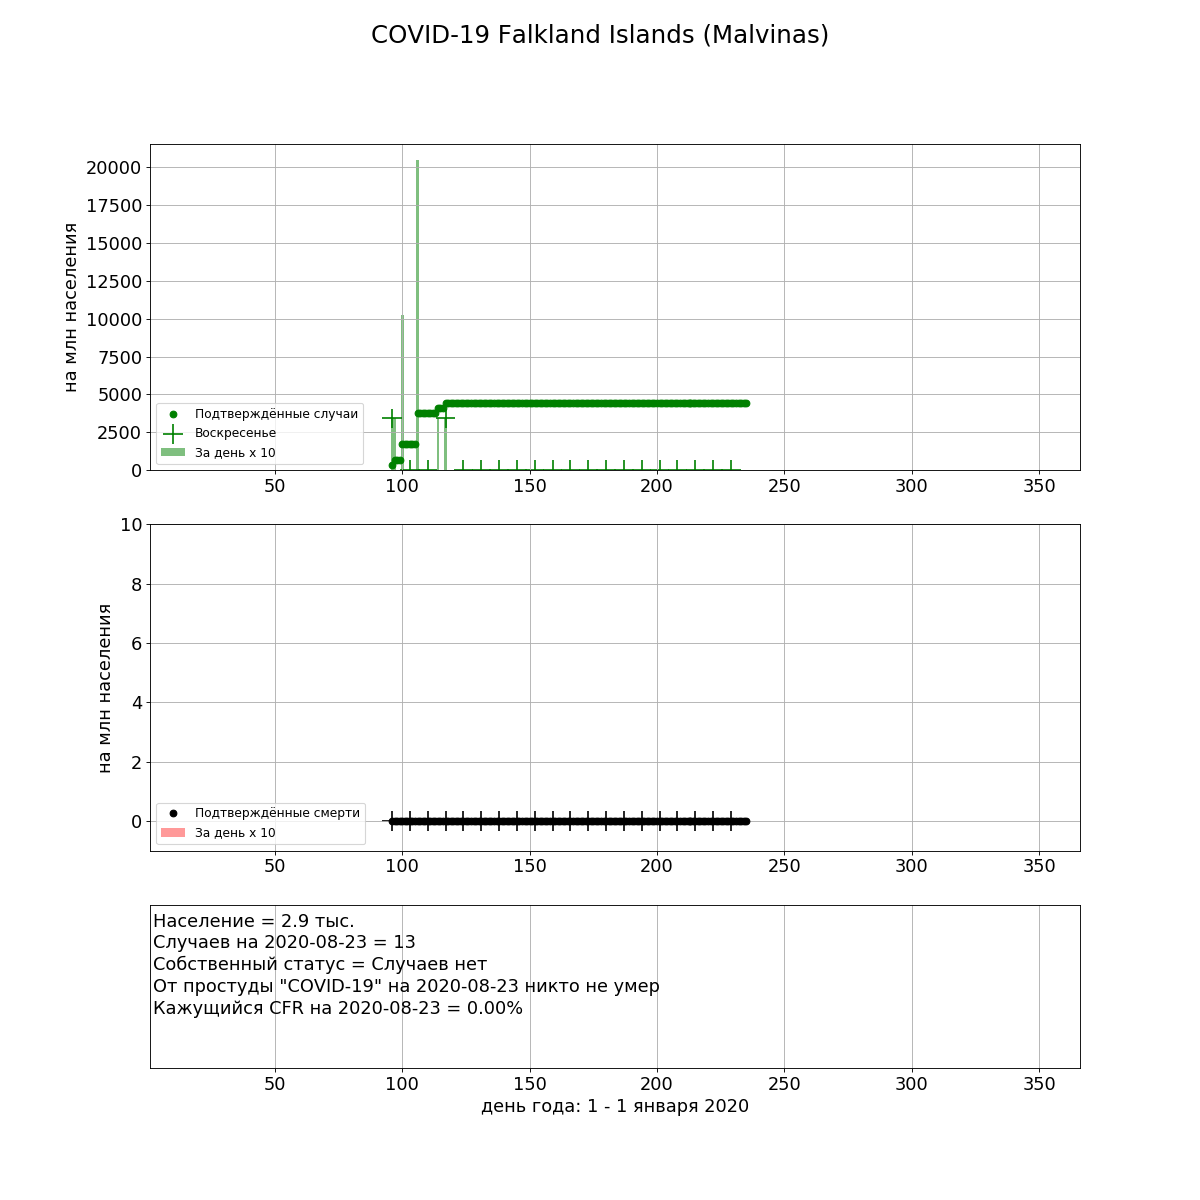 COVID-19 Falkland Islands (Malvinas)
20000
17500
15000
12500
10000
7500
5000
2500
0
на млн населения
Подтверждённые случаи
Воскресенье
За день x 10
50 100 150 200 250 300 350
10
8
6
4
2
0
на млн населения
Подтверждённые смерти
За день x 10
50 100 150 200 250 300 350
Население = 2.9 тыс.
Случаев на 2020-08-23 = 13
Собственный статус = Случаев нет
От простуды "COVID-19" на 2020-08-23 никто не умер
Кажущийся CFR на 2020-08-23 = 0.00%
50 100 150 200 250 300 350
день года: 1 - 1 января 2020